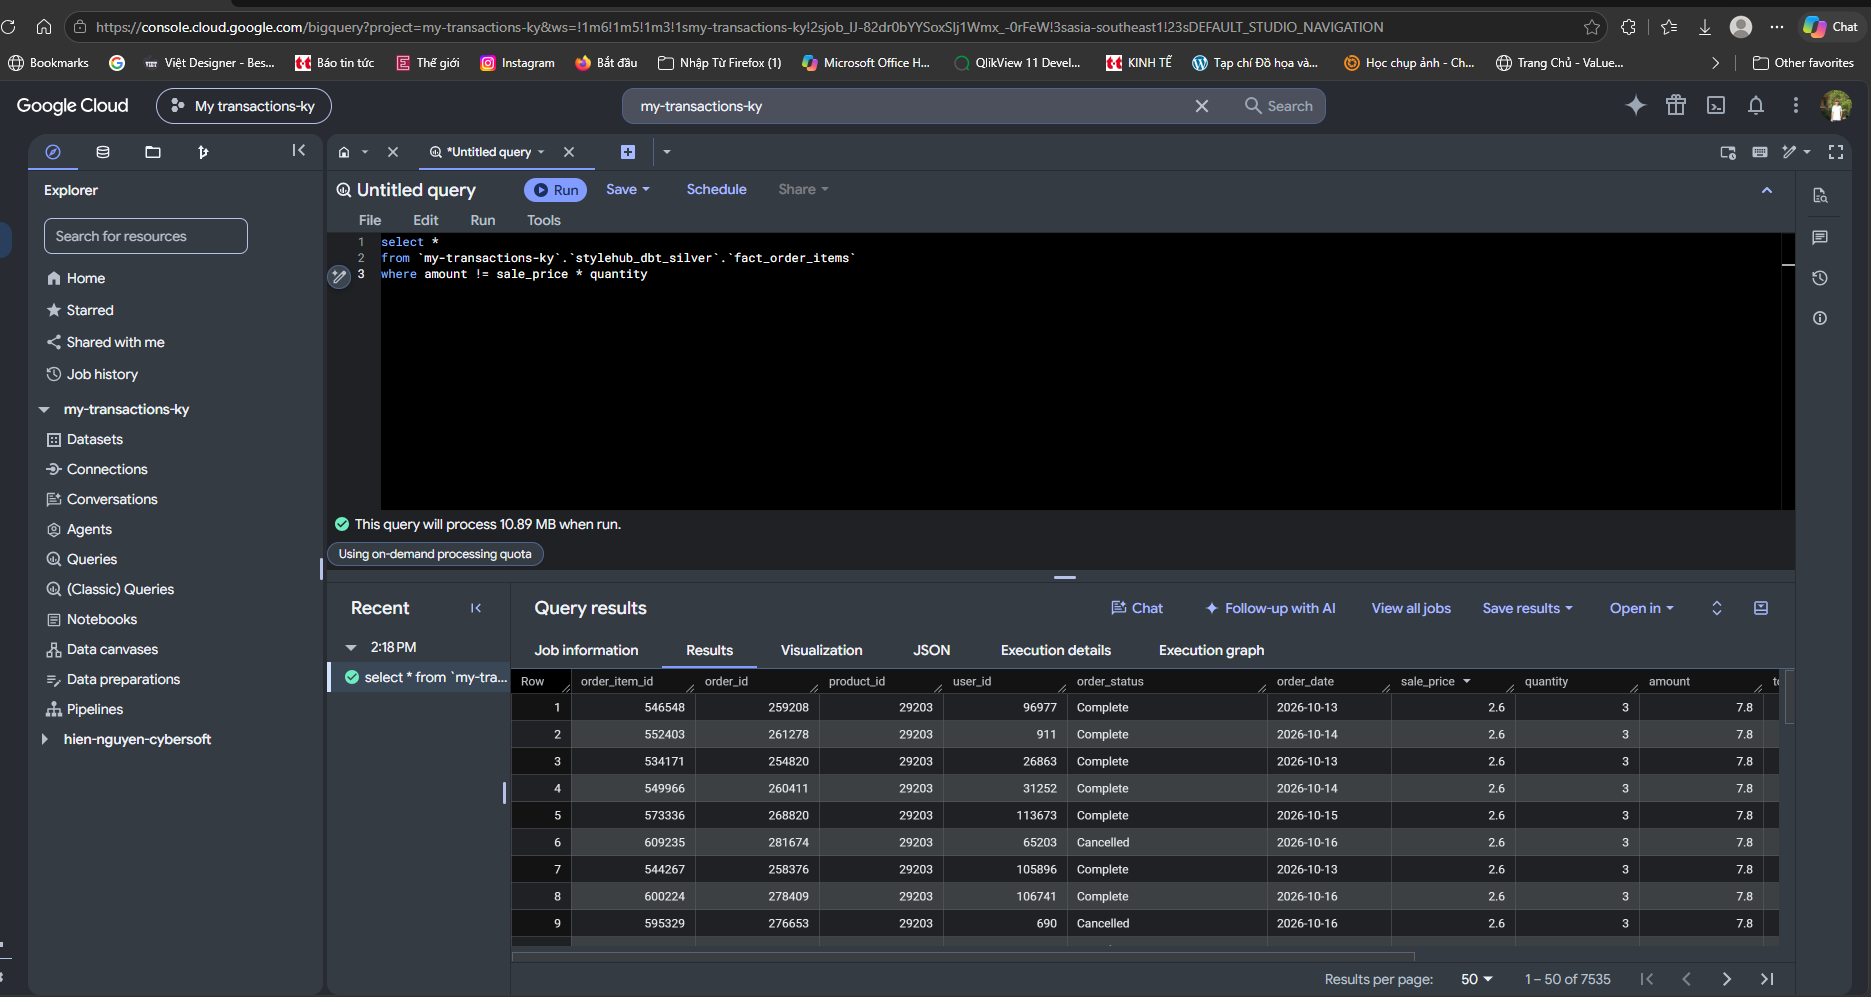 https://console.cloud.google.com/bigquery?project=my-transactions-ky&ws=!1m6!1m5!1m3!1smy-transactions-ky!2sjob_IJ-82dr0bYYSoxSIj1Wmx_-0rFeW!3sasia-southeast1!23sDEFAULT_STUDIO_NAVIGATION
Chat
Bookmarks
Việt Designer - Bes...
Báo tin tức
Thế giới
Instagram
Bắt đầu
Nhập Từ Firefox (1)
Microsoft Office H...
QlikView 11 Devel...
KINH TẾ
Tạp chí Đồ họa và...
Học chụp ảnh - Ch...
Trang Chủ - VaLue...
Other favorites
Google Cloud
My transactions-ky
my-transactions-ky
Search
*Untitled query
Explorer
Search for resources
Home
Starred
Shared with me
Job history
my-transactions-ky
Datasets
Connections
Conversations
Agents
Queries
(Classic) Queries
Notebooks
Data canvases
Data preparations
Pipelines
hien-nguyen-cybersoft
Untitled query
Run
Save
Schedule
Share
File Edit Run Tools
1 select *
2 from `my-transactions-ky`.`stylehub_dbt_silver`.`fact_order_items`
3 where amount != sale_price * quantity
This query will process 10.89 MB when run.
Using on-demand processing quota
Recent
2:18 PM
select * from `my-tra...
Query results
Chat
Follow-up with AI
View all jobs
Save results
Open in
Job information Results Visualization JSON Execution details Execution graph
Row order_item_id order_id product_id user_id order_status order_date sale_price quantity amount
1 546548 259208 29203 96977 Complete 2026-10-13 2.6 3 7.8
2 552403 261278 29203 911 Complete 2026-10-14 2.6 3 7.8
3 534171 254820 29203 26863 Complete 2026-10-13 2.6 3 7.8
4 549966 260411 29203 31252 Complete 2026-10-14 2.6 3 7.8
5 573336 268820 29203 113673 Complete 2026-10-15 2.6 3 7.8
6 609235 281674 29203 65203 Cancelled 2026-10-16 2.6 3 7.8
7 544267 258376 29203 105896 Complete 2026-10-13 2.6 3 7.8
8 600224 278409 29203 106741 Complete 2026-10-16 2.6 3 7.8
9 595329 276653 29203 690 Cancelled 2026-10-16 2.6 3 7.8
Results per page: 50 1 – 50 of 7535